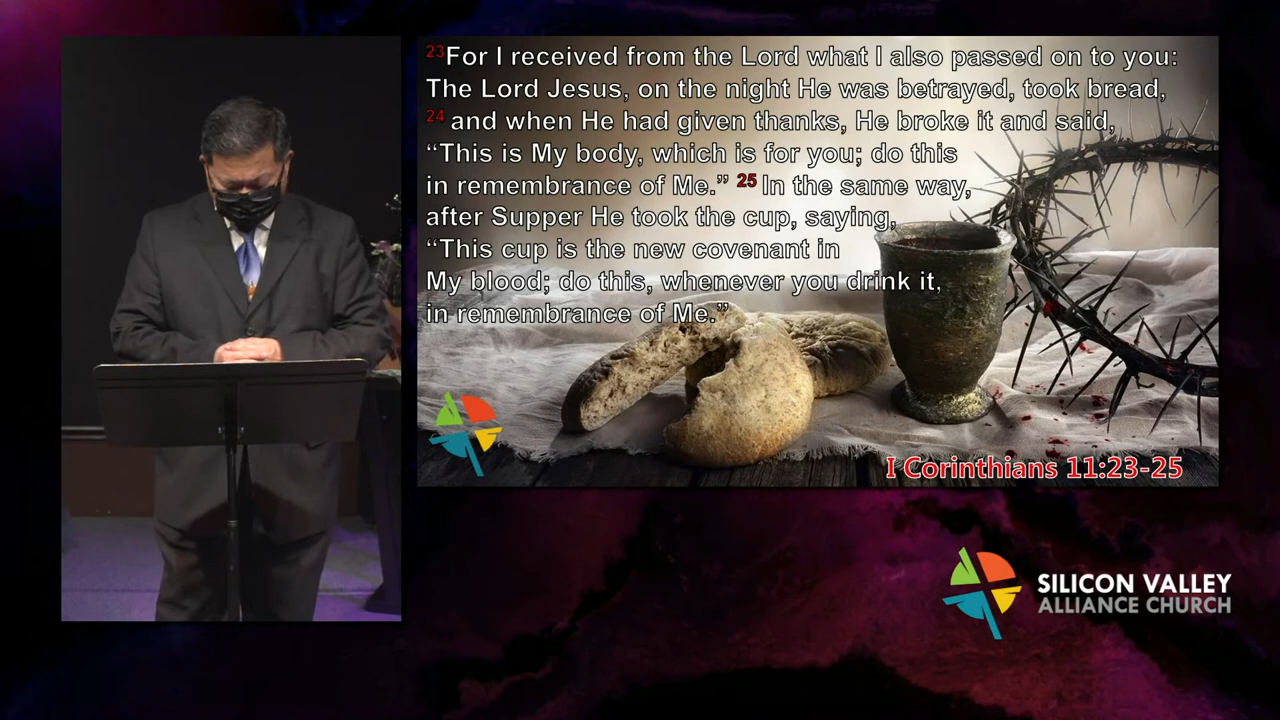 23For I received from the Lord what I also passed on to you:
The Lord Jesus, on the night He was betrayed, took bread,
24 and when He had given thanks, He broke it and said,
“This is My body, which is for you; do this
in remembrance of Me.” 25 In the same way,
after Supper He took the cup, saying,
“This cup is the new covenant in
My blood; do this, whenever you drink it,
in remembrance of Me.”
I Corinthians 11:23-25
SILICON VALLEY
ALLIANCE CHURCH